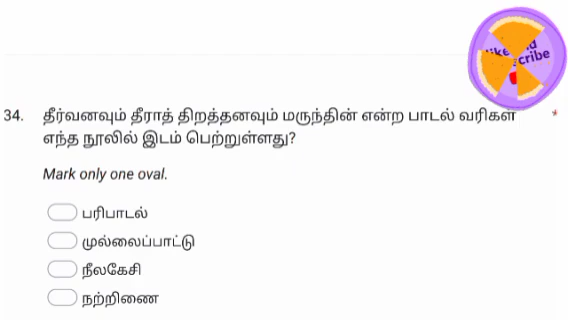 34. தீர்வனவும் தீராத் திறத்தனவும் மருந்தின் என்ற பாடல் வரிகள் *
எந்த நூலில் இடம் பெற்றுள்ளது?
Mark only one oval.
பரிபாடல்
முல்லைப்பாட்டு
நீலகேசி
நற்றிணை